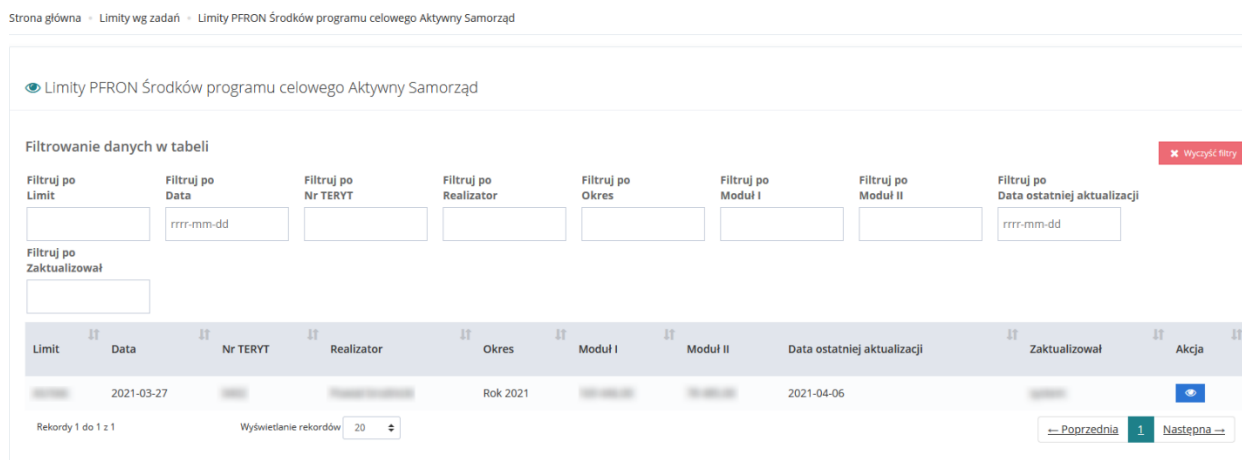 Strona główna • Limity wg zadań • Limity PFRON Środków programu celowego Aktywny Samorząd
Limity PFRON Środków programu celowego Aktywny Samorząd
Filtrowanie danych w tabeli
✖ Wyczyść filtry
Filtruj po Limit
Filtruj po Data
Filtruj po Nr TERYT
Filtruj po Realizator
Filtruj po Okres
Filtruj po Moduł I
Filtruj po Moduł II
Filtruj po Data ostatniej aktualizacji
rrrr-mm-dd rrrr-mm-dd
Filtruj po
Zaktualizował
Limit Data Nr TERYT Realizator Okres Moduł I Moduł II Data ostatniej aktualizacji Zaktualizował Akcja
2021-03-27 Rok 2021 2021-04-06
Rekordy 1 do 1 z 1 Wyświetlanie rekordów 20 ← Poprzednia 1 Następna →